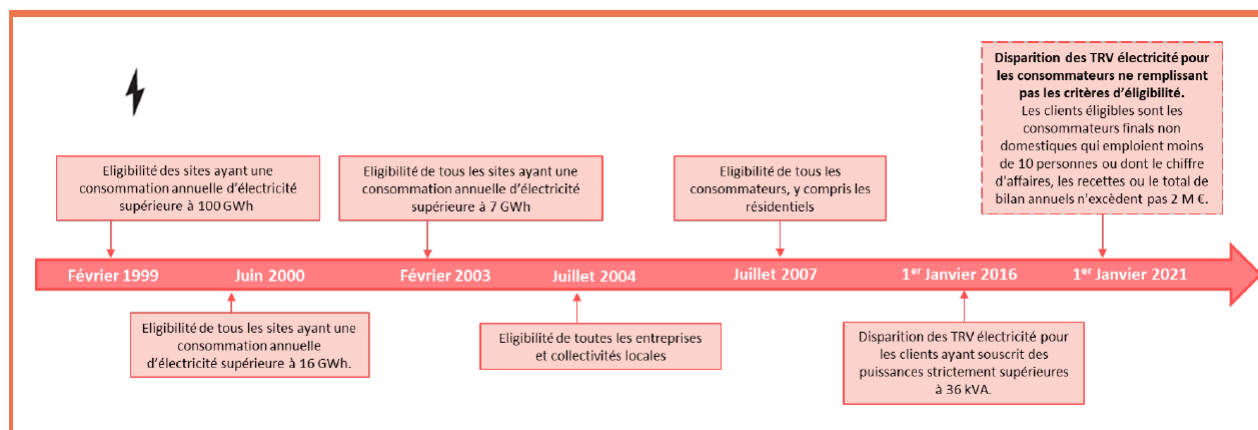 Disparition des TRV électricité pour
les consommateurs ne remplissant
pas les critères d'éligibilité.
Les clients éligibles sont les
consommateurs finals non
domestiques qui emploient moins
de 10 personnes ou dont le chiffre
d'affaires, les recettes ou le total de
bilan annuels n'excèdent pas 2 M €.
Eligibilité des sites ayant une
consommation annuelle d'électricité
supérieure à 100 GWh
Eligibilité de tous les sites ayant une
consommation annuelle d'électricité
supérieure à 7 GWh
Eligibilité de tous les
consommateurs, y compris les
résidentiels
Février 1999
Juin 2000
Février 2003
Juillet 2004
Juillet 2007
1er Janvier 2016
1er Janvier 2021
Eligibilité de tous les sites ayant une
consommation annuelle
d'électricité supérieure à 16 GWh.
Eligibilité de toutes les entreprises
et collectivités locales
Disparition des TRV électricité pour
les clients ayant souscrit des
puissances strictement supérieures
à 36 kVA.